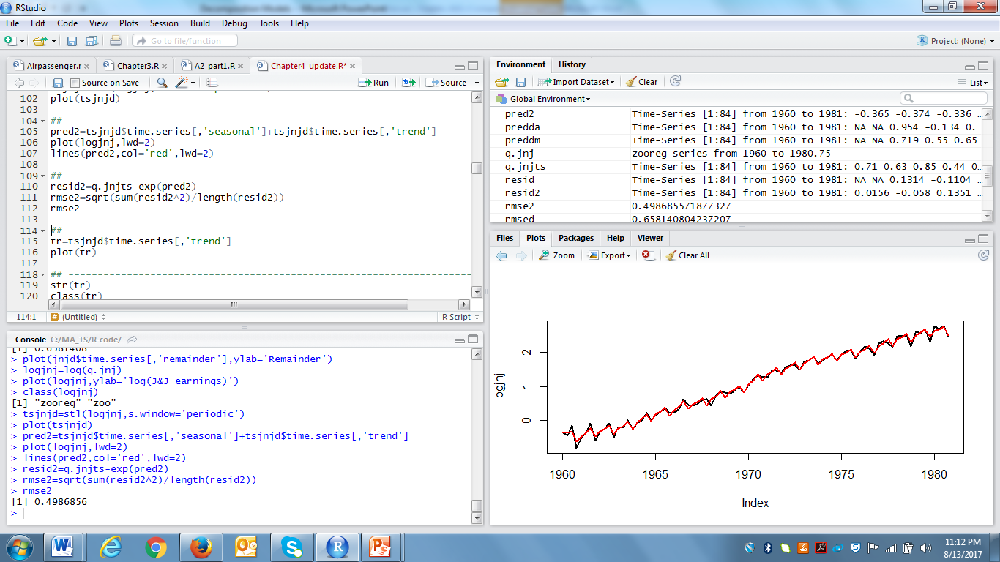 RStudio
File Edit Code View Plots Session Build Debug Tools Help
Go to file/function
Project: (None)
Airpassenger.r Chapter3.R A2_part1.R Chapter4_update.R*
Source on Save Run Source
102 plot(tsjnjd)
103
104 ## ----------------------------------------------------------------------
105 pred2=tsjnjd$time.series[,'seasonal']+tsjnjd$time.series[,'trend']
106 plot(logjnj,lwd=2)
107 lines(pred2,col='red',lwd=2)
108
109 ## ----------------------------------------------------------------------
110 resid2=q.jnjts-exp(pred2)
111 rmse2=sqrt(sum(resid2^2)/length(resid2))
112 rmse2
113
114 ## ----------------------------------------------------------------------
115 tr=tsjnjd$time.series[,'trend']
116 plot(tr)
117
118 ## ----------------------------------------------------------------------
119 str(tr)
120 class(tr)
114:1 # (Untitled) R Script
Console C:/MA_TS/R-code/
[1] 0.6581408
> plot(jnjd$time.series[,'remainder'],ylab='Remainder')
> logjnj=log(q.jnj)
> plot(logjnj,ylab='log(J&J earnings)')
> class(logjnj)
[1] "zooreg" "zoo"
> tsjnjd=stl(logjnj,s.window='periodic')
> plot(tsjnjd)
> pred2=tsjnjd$time.series[,'seasonal']+tsjnjd$time.series[,'trend']
> plot(logjnj,lwd=2)
> lines(pred2,col='red',lwd=2)
> resid2=q.jnjts-exp(pred2)
> rmse2=sqrt(sum(resid2^2)/length(resid2))
> rmse2
[1] 0.4986856
>
Environment History
Import Dataset Clear List
Global Environment
pred2 Time-Series [1:84] from 1960 to 1981: -0.365 -0.374 -0.336 …
predda Time-Series [1:84] from 1960 to 1981: NA NA 0.954 -0.134 0.…
preddm Time-Series [1:84] from 1960 to 1981: NA NA 0.719 0.55 0.65…
q.jnj zooreg series from 1960 to 1980.75
q.jnjts Time-Series [1:84] from 1960 to 1981: 0.71 0.63 0.85 0.44 0…
resid Time-Series [1:84] from 1960 to 1981: NA NA 0.1314 -0.1104 …
resid2 Time-Series [1:84] from 1960 to 1981: 0.0156 -0.058 0.1351 …
rmse2 0.498685571877327
rmsed 0.658140804237207
Files Plots Packages Help Viewer
Zoom Export Clear All
logjnj
2
1
0
1960 1965 1970 1975 1980
Index
11:12 PM
8/13/2017